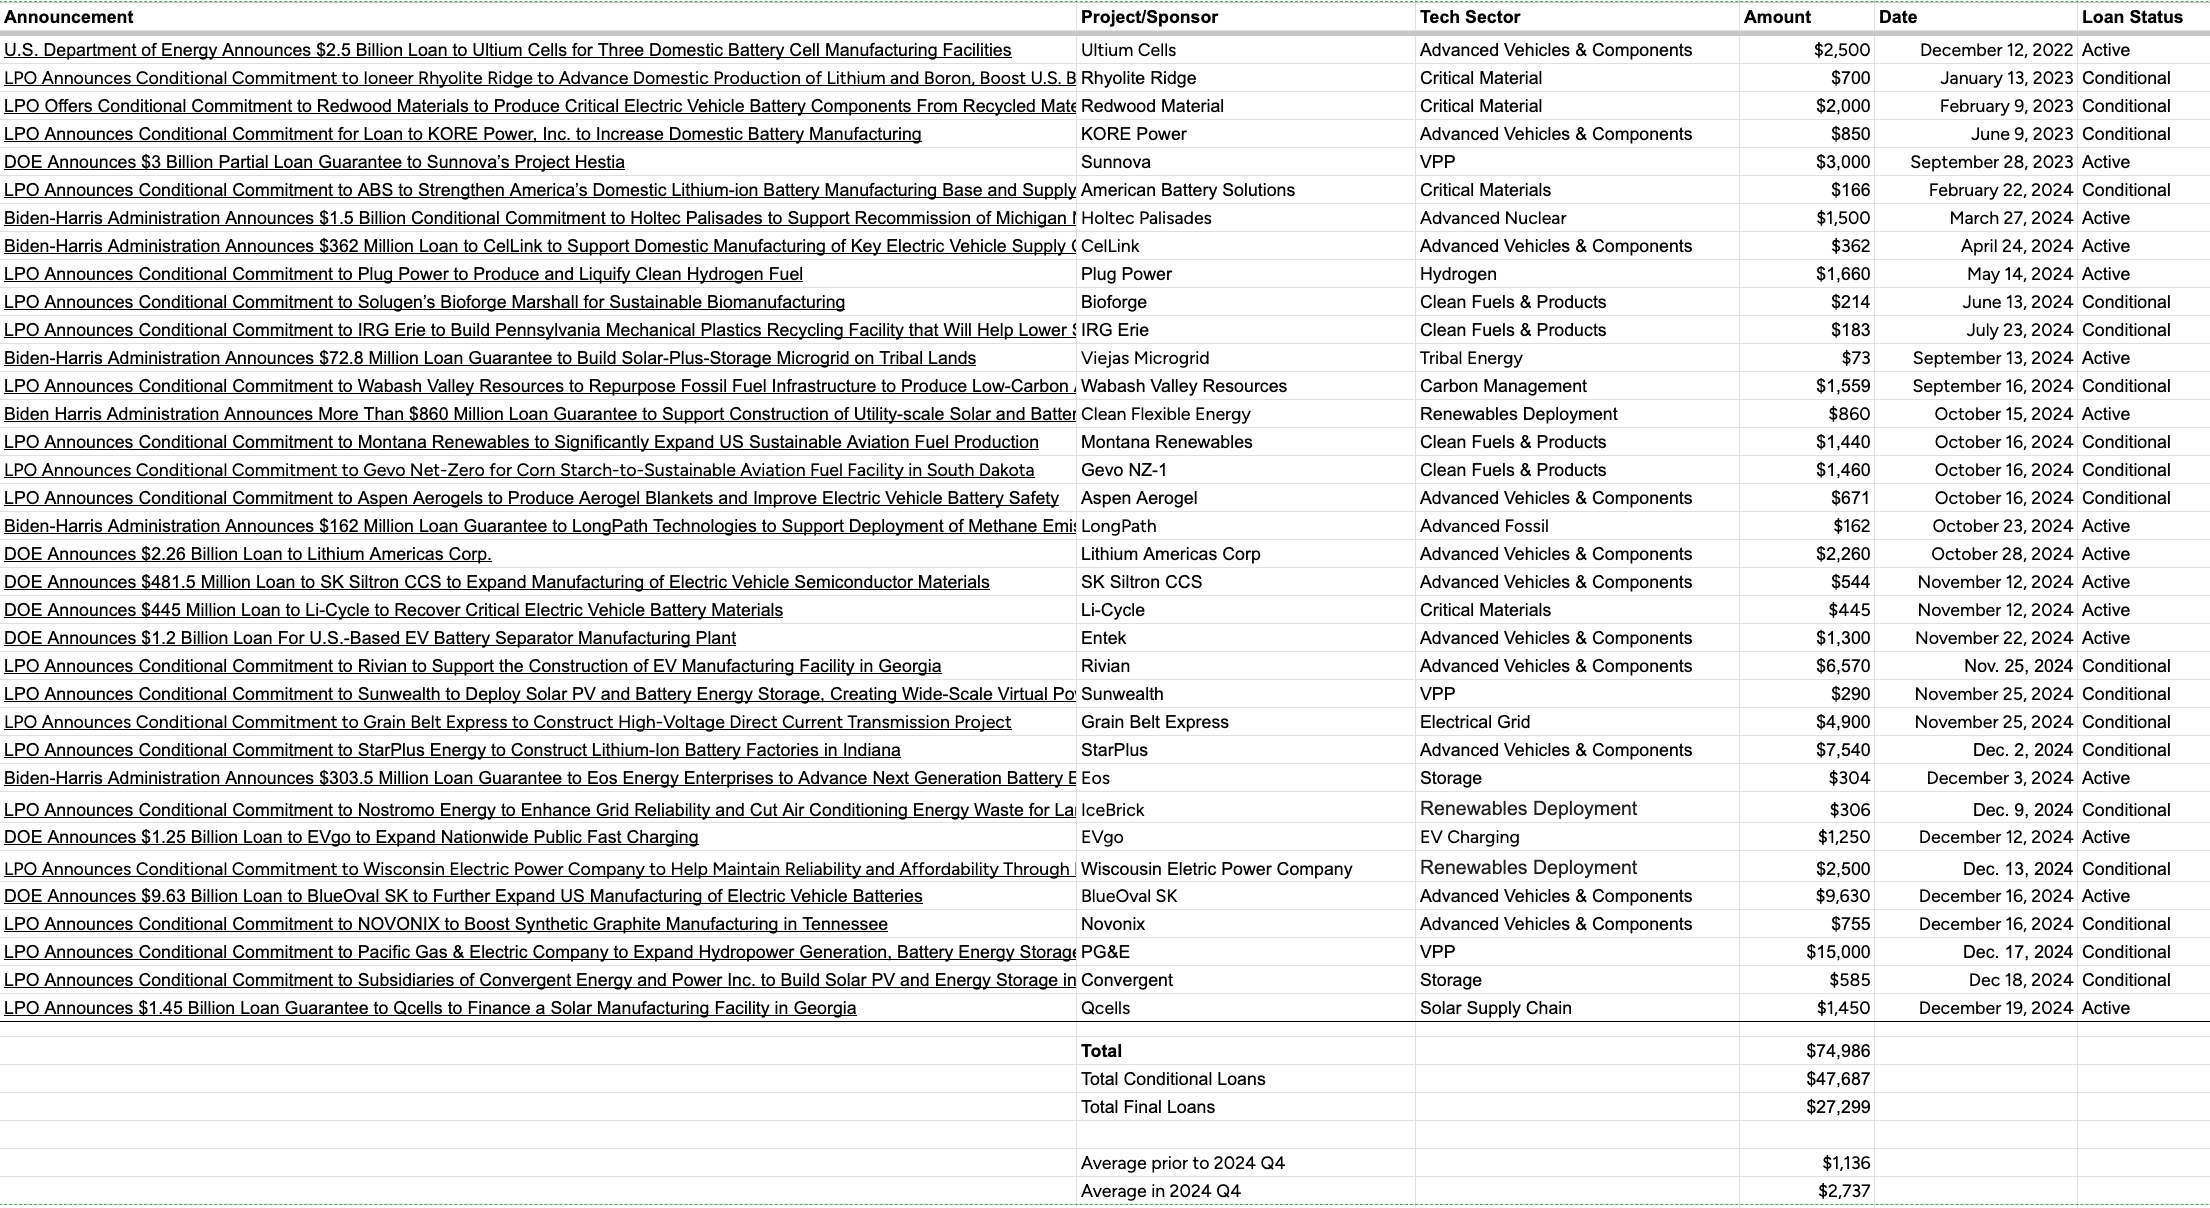 Announcement Project/Sponsor Tech Sector Amount Date Loan Status
U.S. Department of Energy Announces $2.5 Billion Loan to Ultium Cells for Three Domestic Battery Cell Manufacturing Facilities Ultium Cells Advanced Vehicles & Components $2,500 December 12, 2022 Active
LPO Announces Conditional Commitment to Ioneer Rhyolite Ridge to Advance Domestic Production of Lithium and Boron, Boost U.S. B Rhyolite Ridge Critical Material $700 January 13, 2023 Conditional
LPO Offers Conditional Commitment to Redwood Materials to Produce Critical Electric Vehicle Battery Components From Recycled Mate Redwood Material Critical Material $2,000 February 9, 2023 Conditional
LPO Announces Conditional Commitment for Loan to KORE Power, Inc. to Increase Domestic Battery Manufacturing KORE Power Advanced Vehicles & Components $850 June 9, 2023 Conditional
DOE Announces $3 Billion Partial Loan Guarantee to Sunnova's Project Hestia Sunnova VPP $3,000 September 28, 2023 Active
LPO Announces Conditional Commitment to ABS to Strengthen America's Domestic Lithium-ion Battery Manufacturing Base and Supply American Battery Solutions Critical Materials $166 February 22, 2024 Conditional
Biden-Harris Administration Announces $1.5 Billion Conditional Commitment to Holtec Palisades to Support Recommission of Michigan Holtec Palisades Advanced Nuclear $1,500 March 27, 2024 Active
Biden-Harris Administration Announces $362 Million Loan to CelLink to Support Domestic Manufacturing of Key Electric Vehicle Supply CelLink Advanced Vehicles & Components $362 April 24, 2024 Active
LPO Announces Conditional Commitment to Plug Power to Produce and Liquify Clean Hydrogen Fuel Plug Power Hydrogen $1,660 May 14, 2024 Active
LPO Announces Conditional Commitment to Solugen's Bioforge Marshall for Sustainable Biomanufacturing Bioforge Clean Fuels & Products $214 June 13, 2024 Conditional
LPO Announces Conditional Commitment to IRG Erie to Build Pennsylvania Mechanical Plastics Recycling Facility that Will Help Lower IRG Erie Clean Fuels & Products $183 July 23, 2024 Conditional
Biden-Harris Administration Announces $72.8 Million Loan Guarantee to Build Solar-Plus-Storage Microgrid on Tribal Lands Viejas Microgrid Tribal Energy $73 September 13, 2024 Active
LPO Announces Conditional Commitment to Wabash Valley Resources to Repurpose Fossil Fuel Infrastructure to Produce Low-Carbon Wabash Valley Resources Carbon Management $1,559 September 16, 2024 Conditional
Biden Harris Administration Announces More Than $860 Million Loan Guarantee to Support Construction of Utility-scale Solar and Batter Clean Flexible Energy Renewables Deployment $860 October 15, 2024 Active
LPO Announces Conditional Commitment to Montana Renewables to Significantly Expand US Sustainable Aviation Fuel Production Montana Renewables Clean Fuels & Products $1,440 October 16, 2024 Conditional
LPO Announces Conditional Commitment to Gevo Net-Zero for Corn Starch-to-Sustainable Aviation Fuel Facility in South Dakota Gevo NZ-1 Clean Fuels & Products $1,460 October 16, 2024 Conditional
LPO Announces Conditional Commitment to Aspen Aerogels to Produce Aerogel Blankets and Improve Electric Vehicle Battery Safety Aspen Aerogel Advanced Vehicles & Components $671 October 16, 2024 Conditional
Biden-Harris Administration Announces $162 Million Loan Guarantee to LongPath Technologies to Support Deployment of Methane Emis LongPath Advanced Fossil $162 October 23, 2024 Active
DOE Announces $2.26 Billion Loan to Lithium Americas Corp. Lithium Americas Corp Advanced Vehicles & Components $2,260 October 28, 2024 Active
DOE Announces $481.5 Million Loan to SK Siltron CCS to Expand Manufacturing of Electric Vehicle Semiconductor Materials SK Siltron CCS Advanced Vehicles & Components $544 November 12, 2024 Active
DOE Announces $445 Million Loan to Li-Cycle to Recover Critical Electric Vehicle Battery Materials Li-Cycle Critical Materials $445 November 12, 2024 Active
DOE Announces $1.2 Billion Loan For U.S.-Based EV Battery Separator Manufacturing Plant Entek Advanced Vehicles & Components $1,300 November 22, 2024 Active
LPO Announces Conditional Commitment to Rivian to Support the Construction of EV Manufacturing Facility in Georgia Rivian Advanced Vehicles & Components $6,570 Nov. 25, 2024 Conditional
LPO Announces Conditional Commitment to Sunwealth to Deploy Solar PV and Battery Energy Storage, Creating Wide-Scale Virtual Po Sunwealth VPP $290 November 25, 2024 Conditional
LPO Announces Conditional Commitment to Grain Belt Express to Construct High-Voltage Direct Current Transmission Project Grain Belt Express Electrical Grid $4,900 November 25, 2024 Conditional
LPO Announces Conditional Commitment to StarPlus Energy to Construct Lithium-Ion Battery Factories in Indiana StarPlus Advanced Vehicles & Components $7,540 Dec. 2, 2024 Conditional
Biden-Harris Administration Announces $303.5 Million Loan Guarantee to Eos Energy Enterprises to Advance Next Generation Battery E Eos Storage $304 December 3, 2024 Active
LPO Announces Conditional Commitment to Nostromo Energy to Enhance Grid Reliability and Cut Air Conditioning Energy Waste for La IceBrick Renewables Deployment $306 Dec. 9, 2024 Conditional
DOE Announces $1.25 Billion Loan to EVgo to Expand Nationwide Public Fast Charging EVgo EV Charging $1,250 December 12, 2024 Active
LPO Announces Conditional Commitment to Wisconsin Electric Power Company to Help Maintain Reliability and Affordability Through Wiscousin Eletric Power Company Renewables Deployment $2,500 Dec. 13, 2024 Conditional
DOE Announces $9.63 Billion Loan to BlueOval SK to Further Expand US Manufacturing of Electric Vehicle Batteries BlueOval SK Advanced Vehicles & Components $9,630 December 16, 2024 Active
LPO Announces Conditional Commitment to NOVONIX to Boost Synthetic Graphite Manufacturing in Tennessee Novonix Advanced Vehicles & Components $755 December 16, 2024 Conditional
LPO Announces Conditional Commitment to Pacific Gas & Electric Company to Expand Hydropower Generation, Battery Energy Storage PG&E VPP $15,000 Dec. 17, 2024 Conditional
LPO Announces Conditional Commitment to Subsidiaries of Convergent Energy and Power Inc. to Build Solar PV and Energy Storage in Convergent Storage $585 Dec 18, 2024 Conditional
LPO Announces $1.45 Billion Loan Guarantee to Qcells to Finance a Solar Manufacturing Facility in Georgia Qcells Solar Supply Chain $1,450 December 19, 2024 Active
Total $74,986
Total Conditional Loans $47,687
Total Final Loans $27,299
Average prior to 2024 Q4 $1,136
Average in 2024 Q4 $2,737